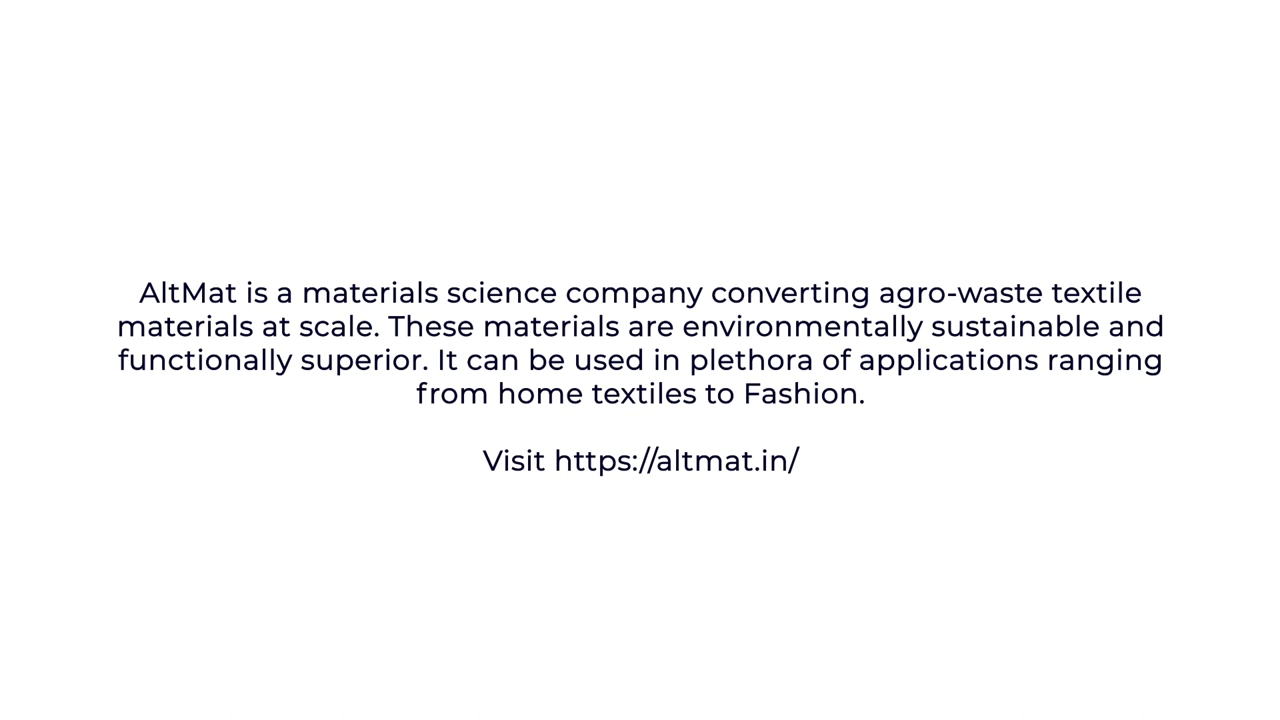 AltMat is a materials science company converting agro-waste textile
materials at scale. These materials are environmentally sustainable and
functionally superior. It can be used in plethora of applications ranging
from home textiles to Fashion.
Visit https://altmat.in/